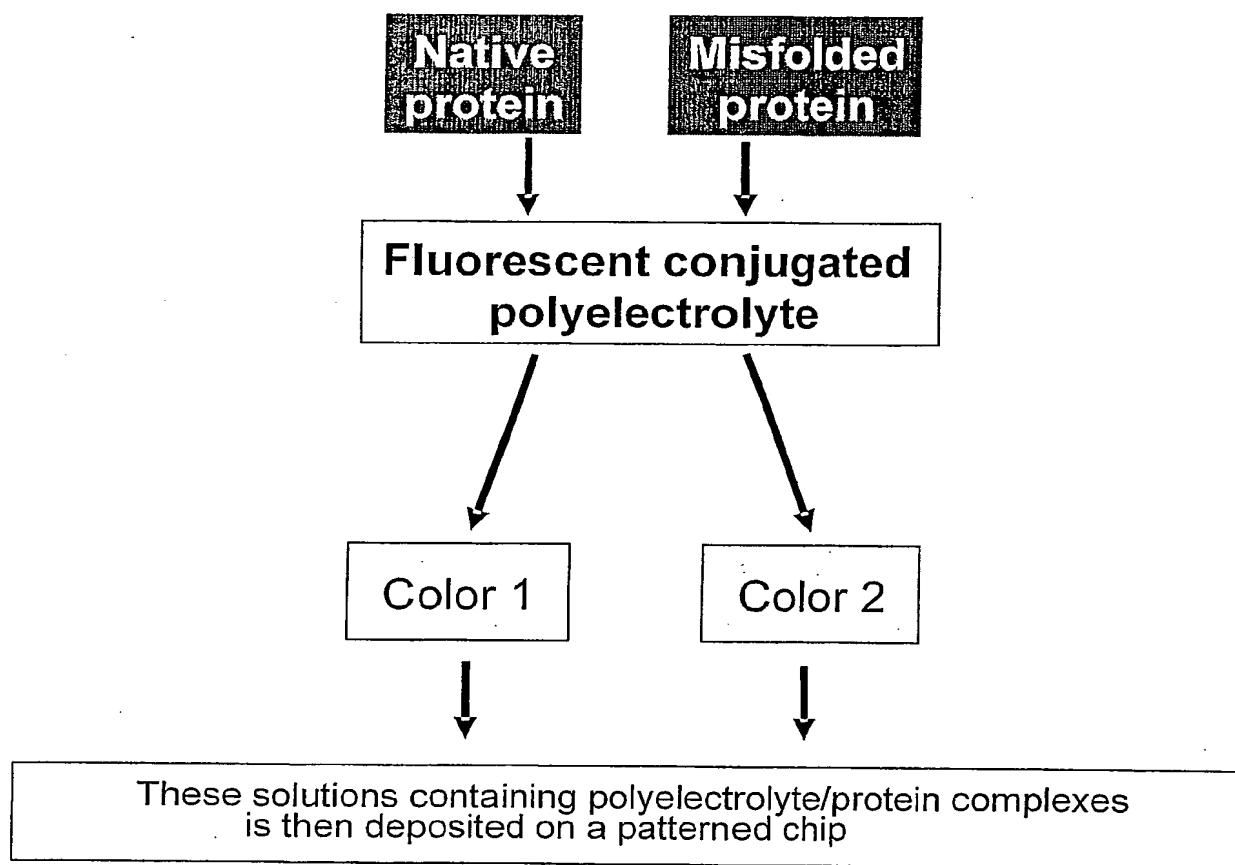 Native
protein
Misfolded
protein
Fluorescent conjugated
polyelectrolyte
Color 1
Color 2
These solutions containing polyelectrolyte/protein complexes
is then deposited on a patterned chip